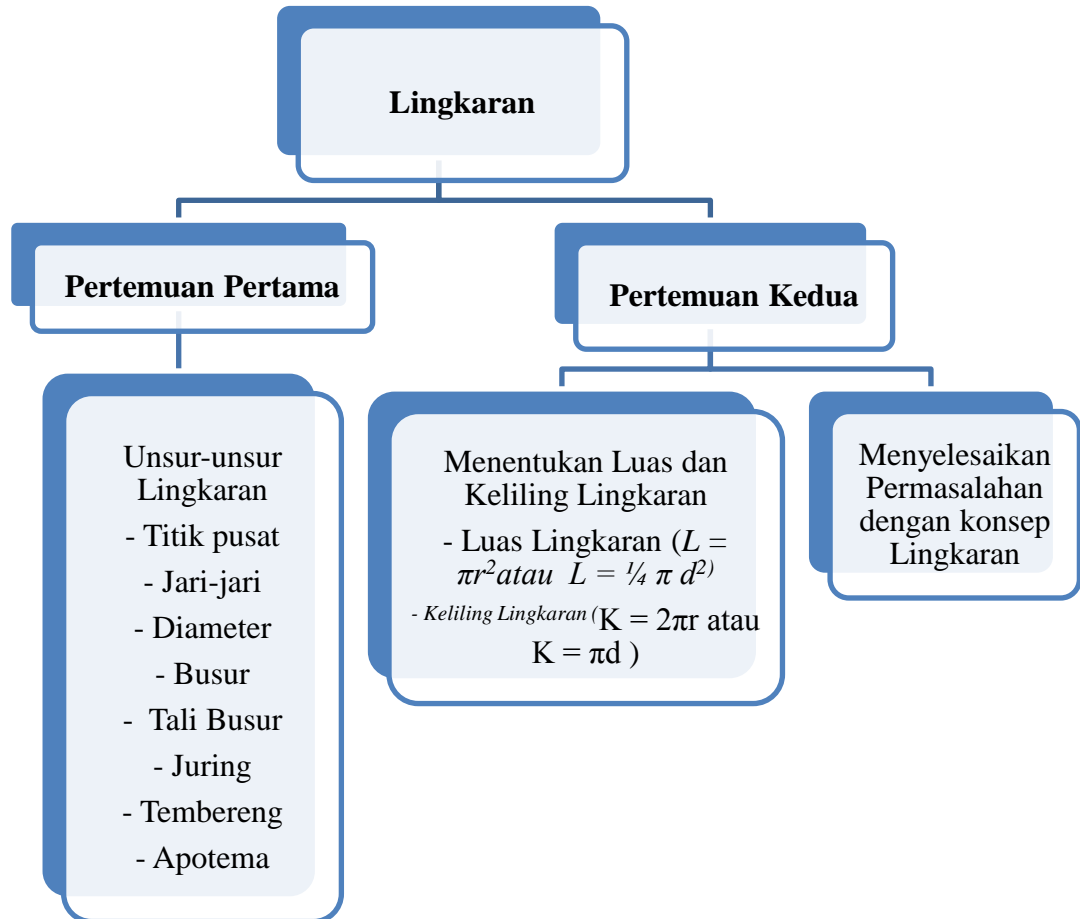 Lingkaran
Pertemuan Pertama
Pertemuan Kedua
Unsur-unsur
Lingkaran
- Titik pusat
- Jari-jari
- Diameter
- Busur
- Tali Busur
- Juring
- Tembereng
- Apotema
Menentukan Luas dan
Keliling Lingkaran
- Luas Lingkaran (L =
πr²atau L = ¼ π d²⁾
- Keliling Lingkaran (K = 2πr atau
K = πd )
Menyelesaikan
Permasalahan
dengan konsep
Lingkaran